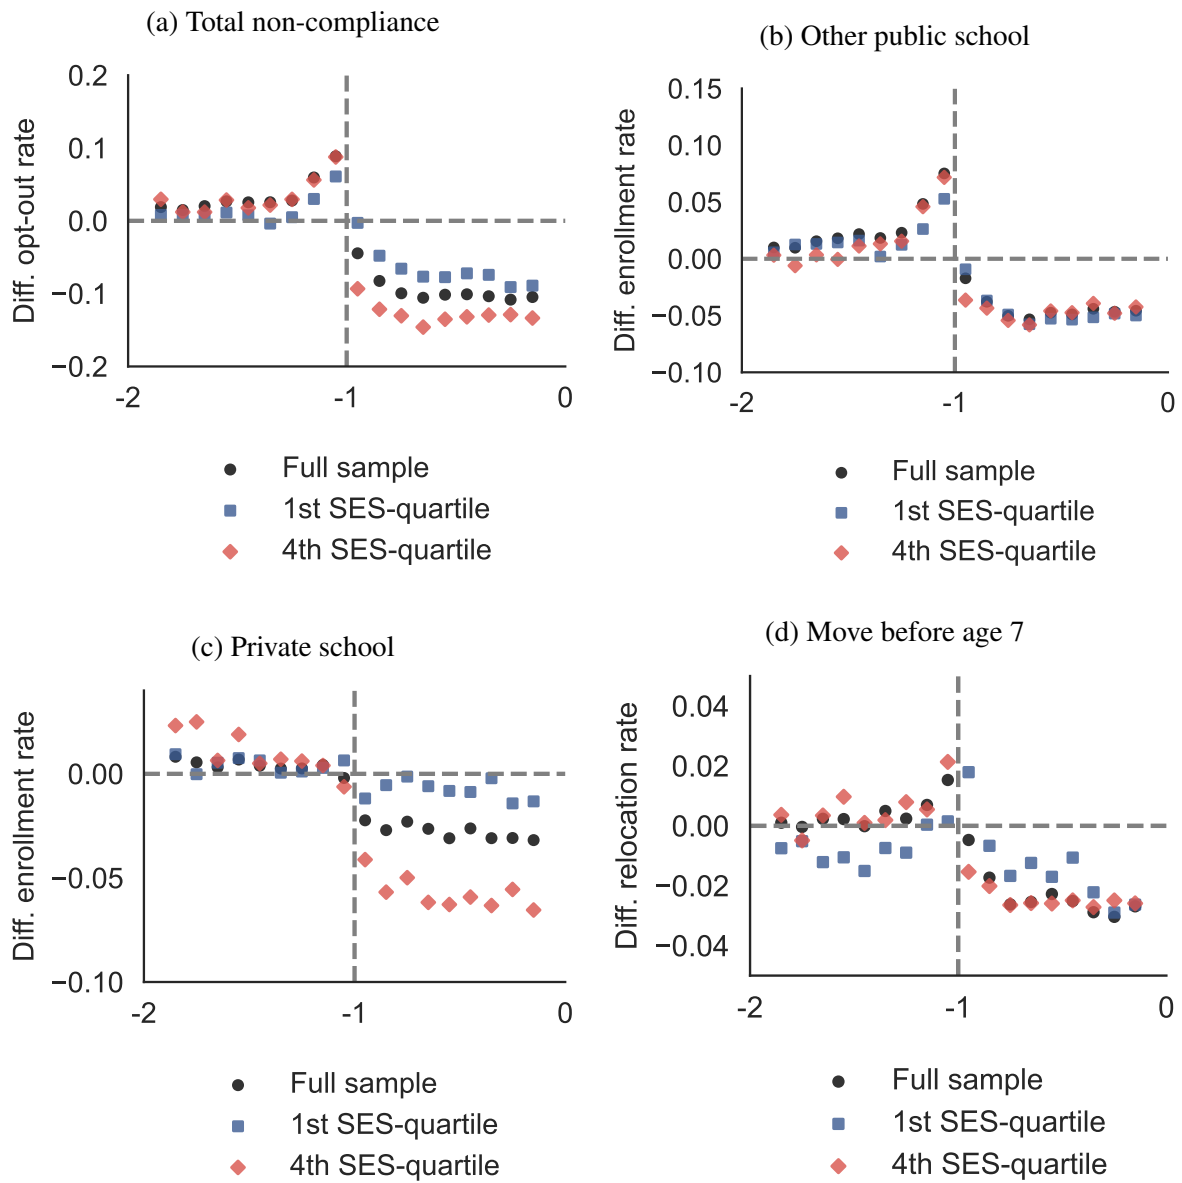 (a) Total non-compliance
0.2
0.1
0.0
−0.1
−0.2
Diff. opt-out rate
-2
-1
0
Full sample
1st SES-quartile
4th SES-quartile
(b) Other public school
0.15
0.10
0.05
0.00
−0.05
−0.10
Diff. enrollment rate
-2
-1
0
Full sample
1st SES-quartile
4th SES-quartile
(c) Private school
0.00
−0.05
−0.10
Diff. enrollment rate
-2
-1
0
Full sample
1st SES-quartile
4th SES-quartile
(d) Move before age 7
0.04
0.02
0.00
−0.02
−0.04
Diff. relocation rate
-2
-1
0
Full sample
1st SES-quartile
4th SES-quartile